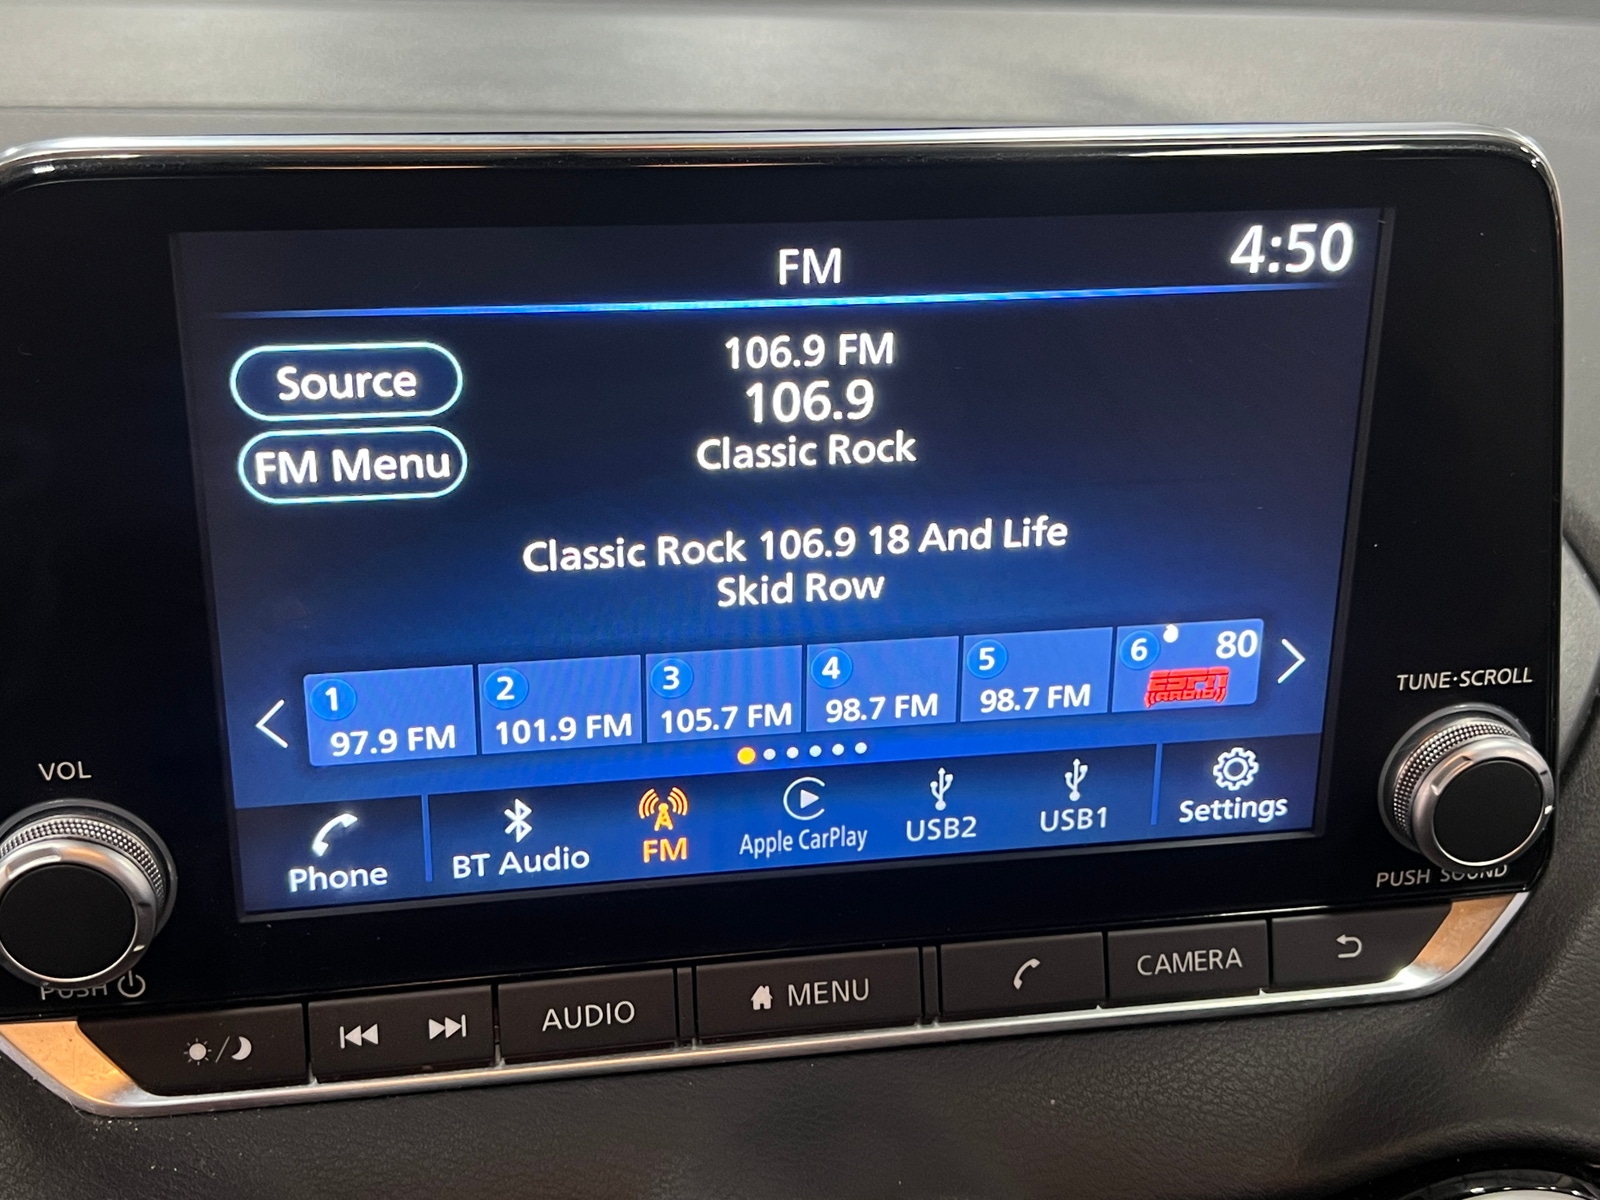 FM
4:50
Source
106.9 FM
106.9
FM Menu
Classic Rock
Classic Rock 106.9 18 And Life
Skid Row
1
97.9 FM
2
101.9 FM
3
105.7 FM
4
98.7 FM
5
98.7 FM
6
80
ESPN
RADIO
Phone
BT Audio
FM
Apple CarPlay
USB2
USB1
Settings
VOL
PUSH
TUNE·SCROLL
PUSH SOUND
AUDIO
MENU
CAMERA